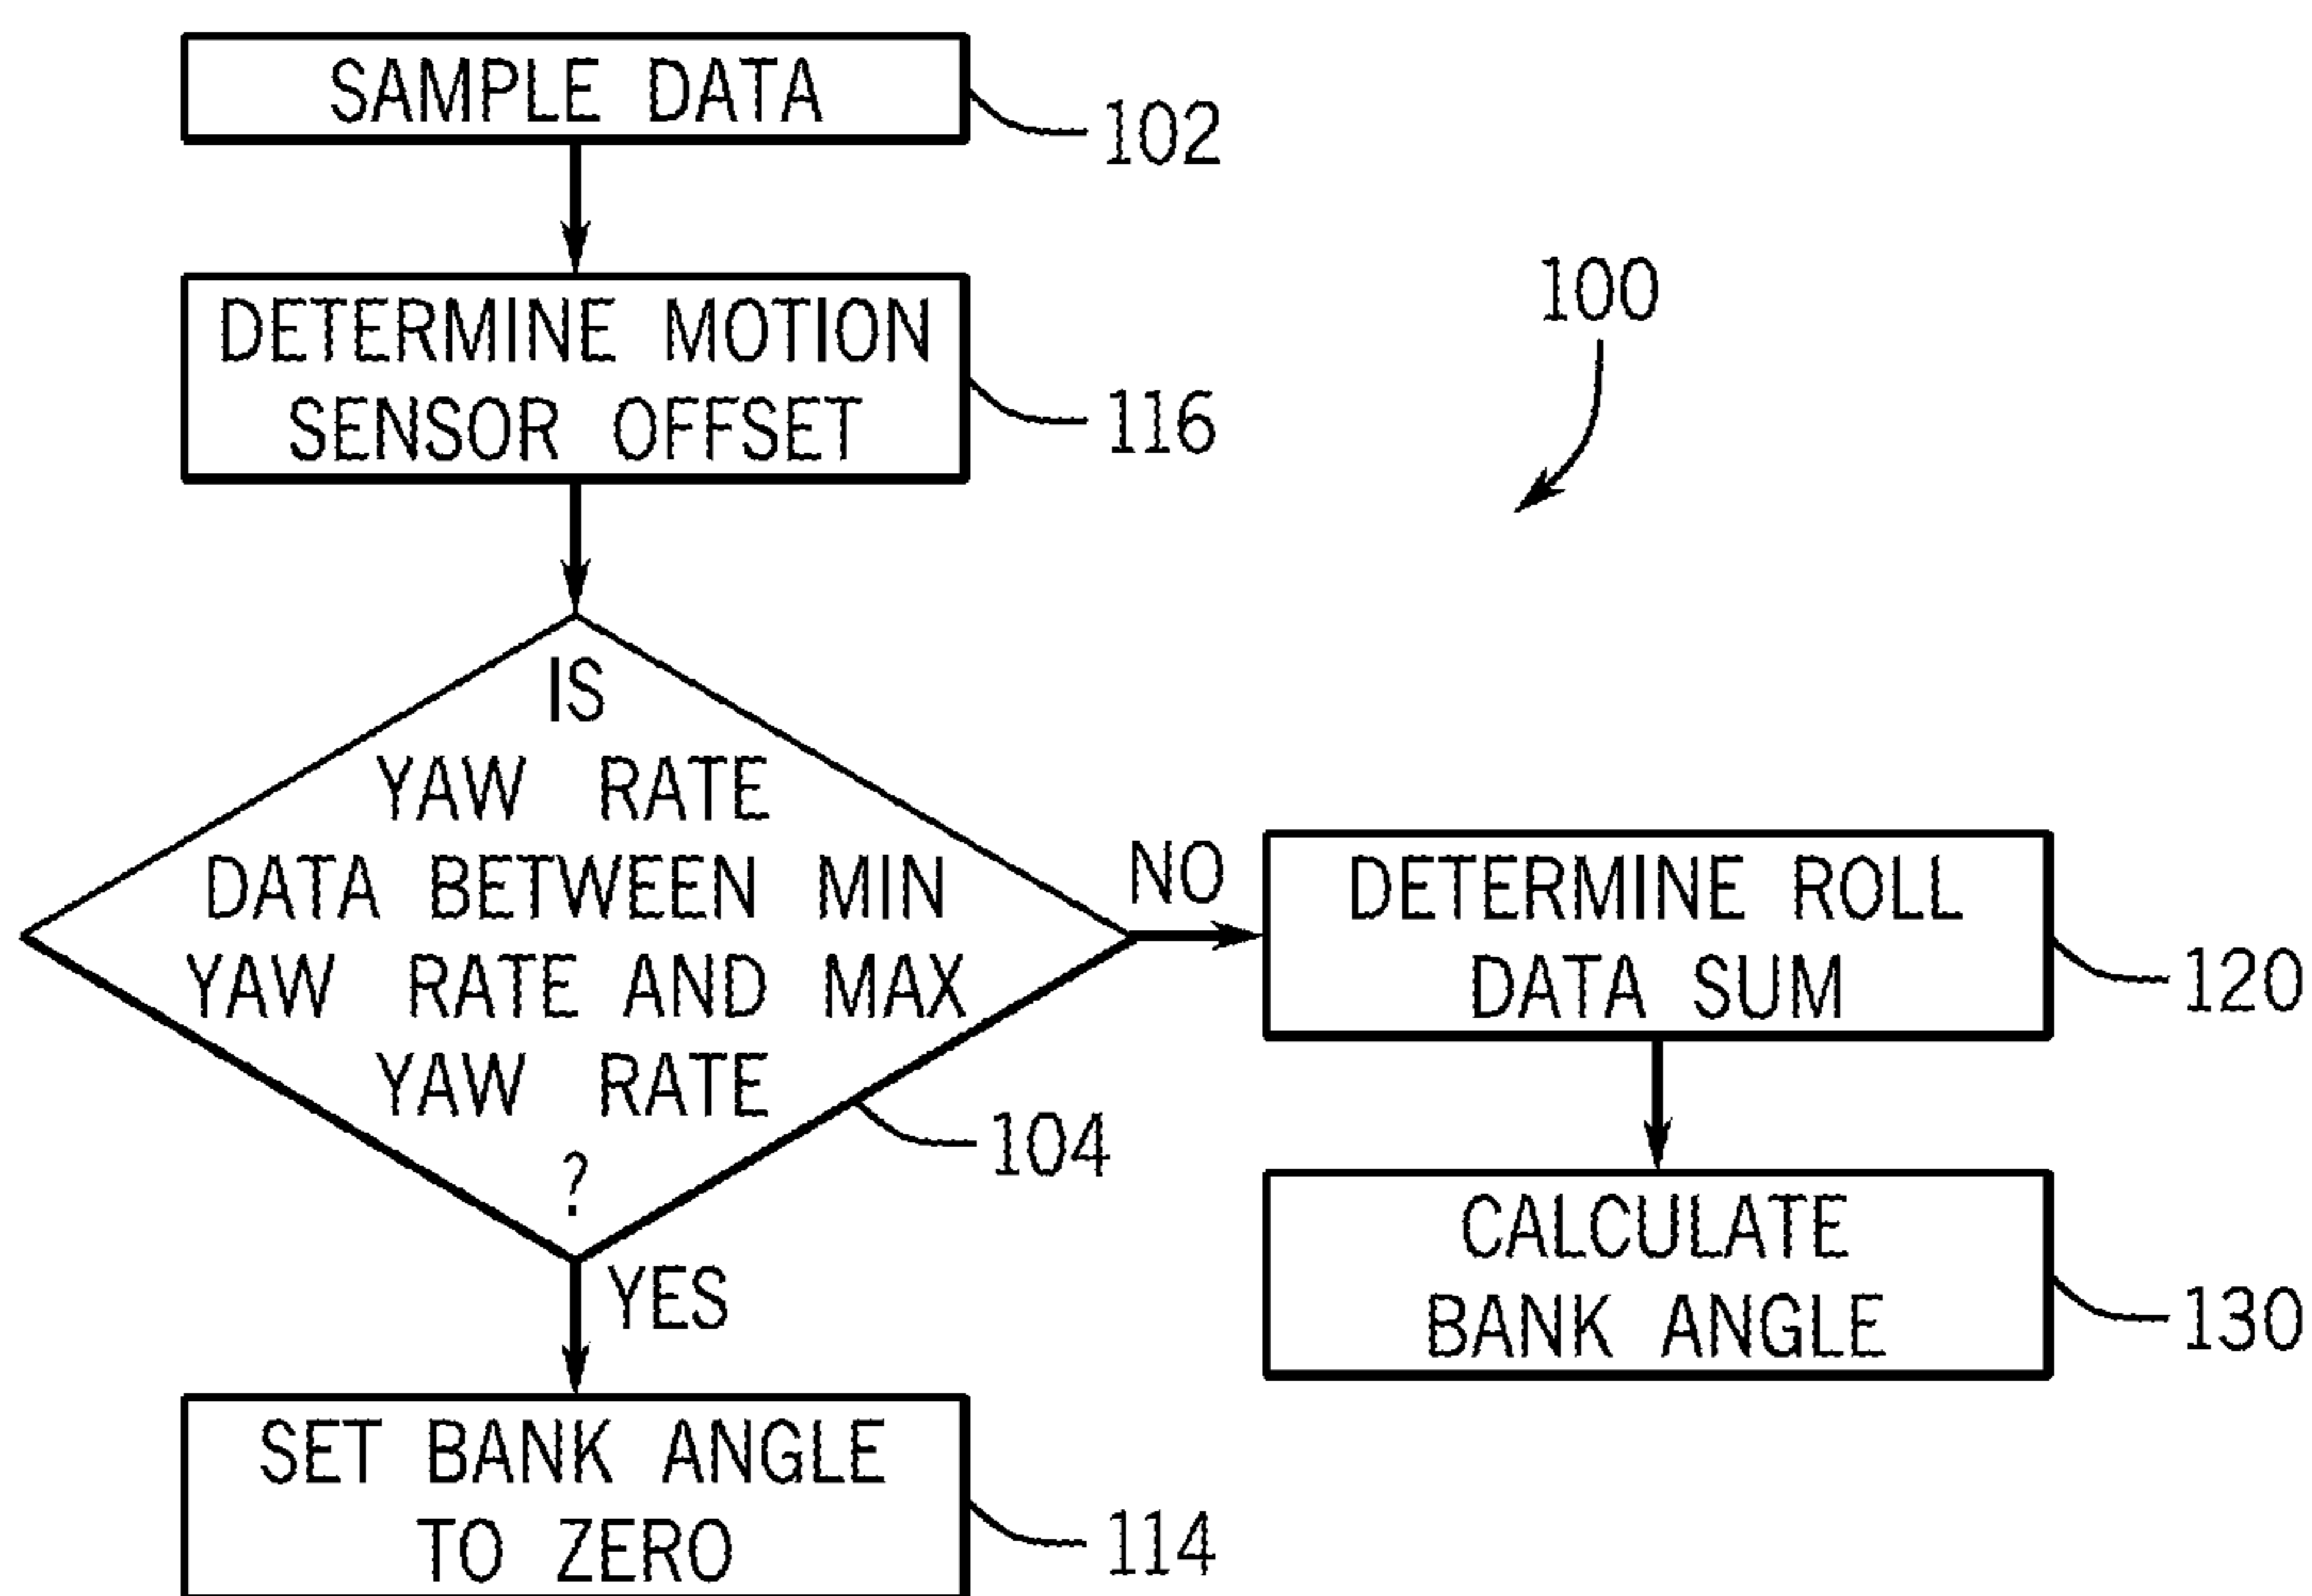 SAMPLE DATA
102
DETERMINE MOTION
SENSOR OFFSET
116
100
IS
YAW RATE
DATA BETWEEN MIN
YAW RATE AND MAX
YAW RATE
?
104
NO
DETERMINE ROLL
DATA SUM
120
CALCULATE
BANK ANGLE
130
YES
SET BANK ANGLE
TO ZERO
114